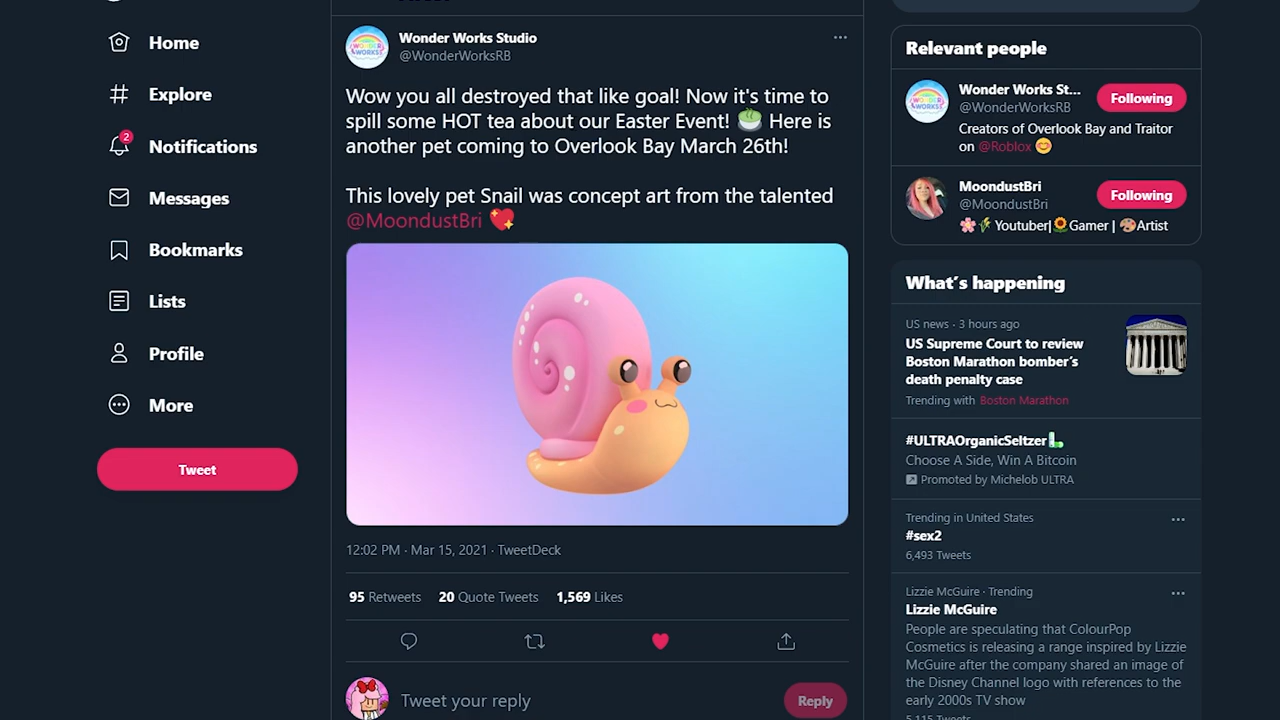 Home
Explore
2
Notifications
Messages
Bookmarks
Lists
Profile
More
Tweet
Wonder Works Studio
@WonderWorksRB
Wow you all destroyed that like goal! Now it's time to
spill some HOT tea about our Easter Event! 🍵 Here is
another pet coming to Overlook Bay March 26th!
This lovely pet Snail was concept art from the talented
@MoondustBri 💖
12:02 PM · Mar 15, 2021 · TweetDeck
95 Retweets 20 Quote Tweets 1,569 Likes
Tweet your reply
Reply
Relevant people
Wonder Works St...
@WonderWorksRB
Following
Creators of Overlook Bay and Traitor
on @Roblox 😊
MoondustBri
@MoondustBri
Following
🌸🌾 Youtuber|🌻Gamer | 🎨Artist
What's happening
US news · 3 hours ago
US Supreme Court to review
Boston Marathon bomber's
death penalty case
Trending with Boston Marathon
#ULTRAOrganicSeltzer
Choose A Side, Win A Bitcoin
Promoted by Michelob ULTRA
Trending in United States
#sex2
6,493 Tweets
Lizzie McGuire · Trending
Lizzie McGuire
People are speculating that ColourPop
Cosmetics is releasing a range inspired by Lizzie
McGuire after the company shared an image of
the Disney Channel logo with references to the
early 2000s TV show
5,115 Tweets